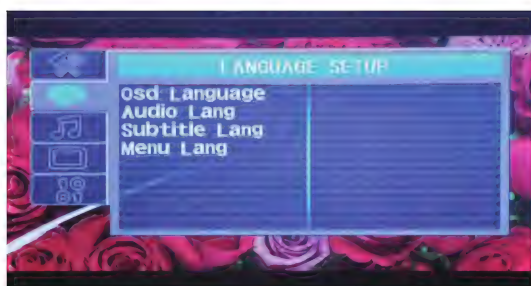 LANGUAGE SETUP
Osd Language
Audio Lang
Subtitle Lang
Menu Lang